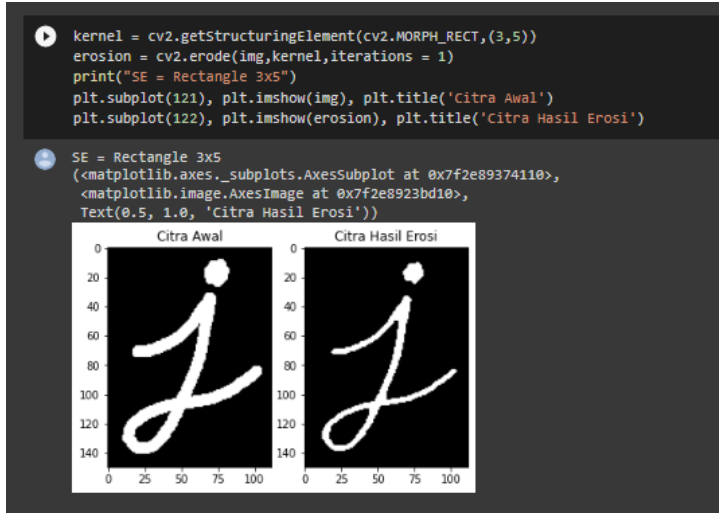 kernel = cv2.getStructuringElement(cv2.MORPH_RECT,(3,5))
erosion = cv2.erode(img,kernel,iterations = 1)
print("SE = Rectangle 3x5")
plt.subplot(121), plt.imshow(img), plt.title('Citra Awal')
plt.subplot(122), plt.imshow(erosion), plt.title('Citra Hasil Erosi')
SE = Rectangle 3x5
(<matplotlib.axes._subplots.AxesSubplot at 0x7f2e89374110>,
<matplotlib.image.AxesImage at 0x7f2e8923bd10>,
Text(0.5, 1.0, 'Citra Hasil Erosi'))
Citra Awal Citra Hasil Erosi
0 0
20 20
40 40
60 60
80 80
100 100
120 120
140 140
0 25 50 75 100 0 25 50 75 100
j j